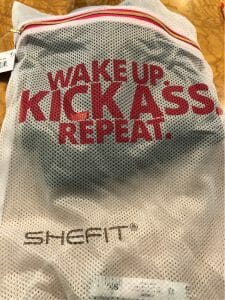 WAKE UP.
KICK ASS.
REPEAT.
SHEFIT®